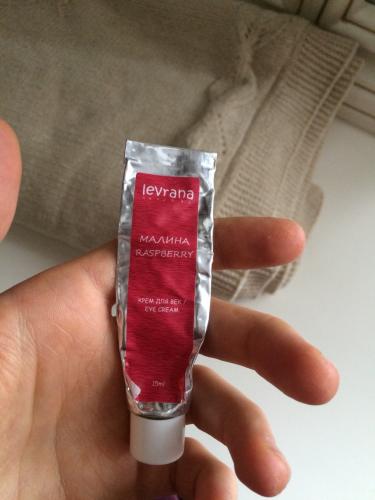 levrana
МАЛИНА
RASPBERRY
КРЕМ ДЛЯ ВЕК /
EYE CREAM
15ml